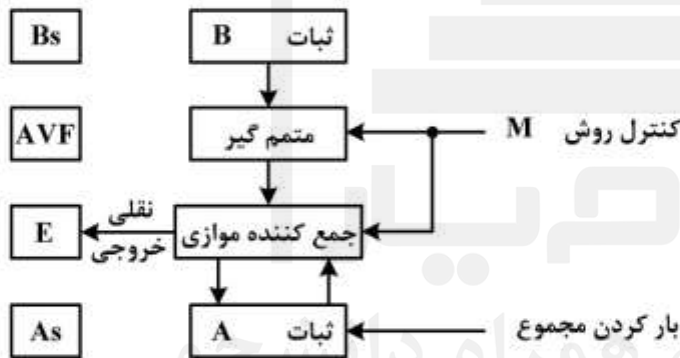 Bs
ثبات B
AVF
متمم گیر
M کنترل روش
E
نقلی
خروجی
جمع کننده موازی
As
ثبات A
بار کردن مجموع